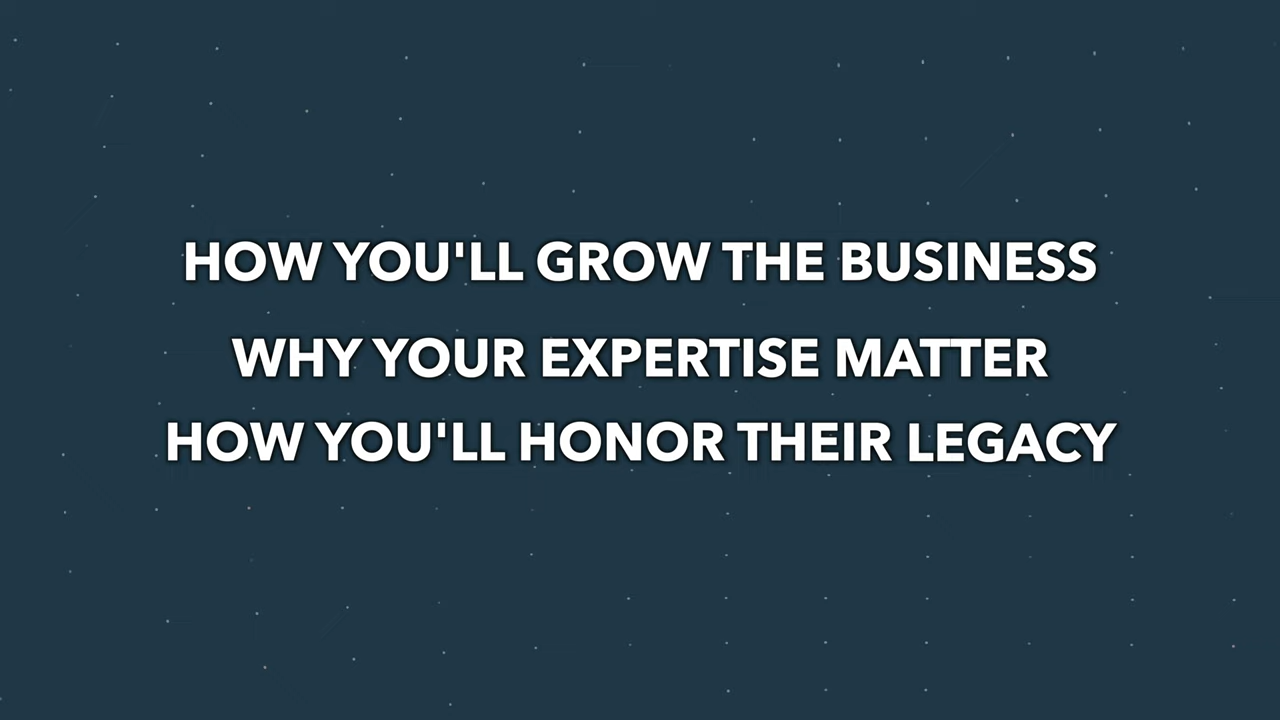 HOW YOU'LL GROW THE BUSINESS
WHY YOUR EXPERTISE MATTER
HOW YOU'LL HONOR THEIR LEGACY